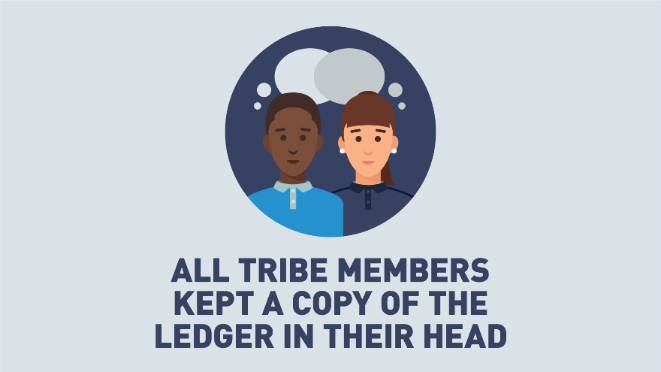 ALL TRIBE MEMBERS
KEPT A COPY OF THE
LEDGER IN THEIR HEAD